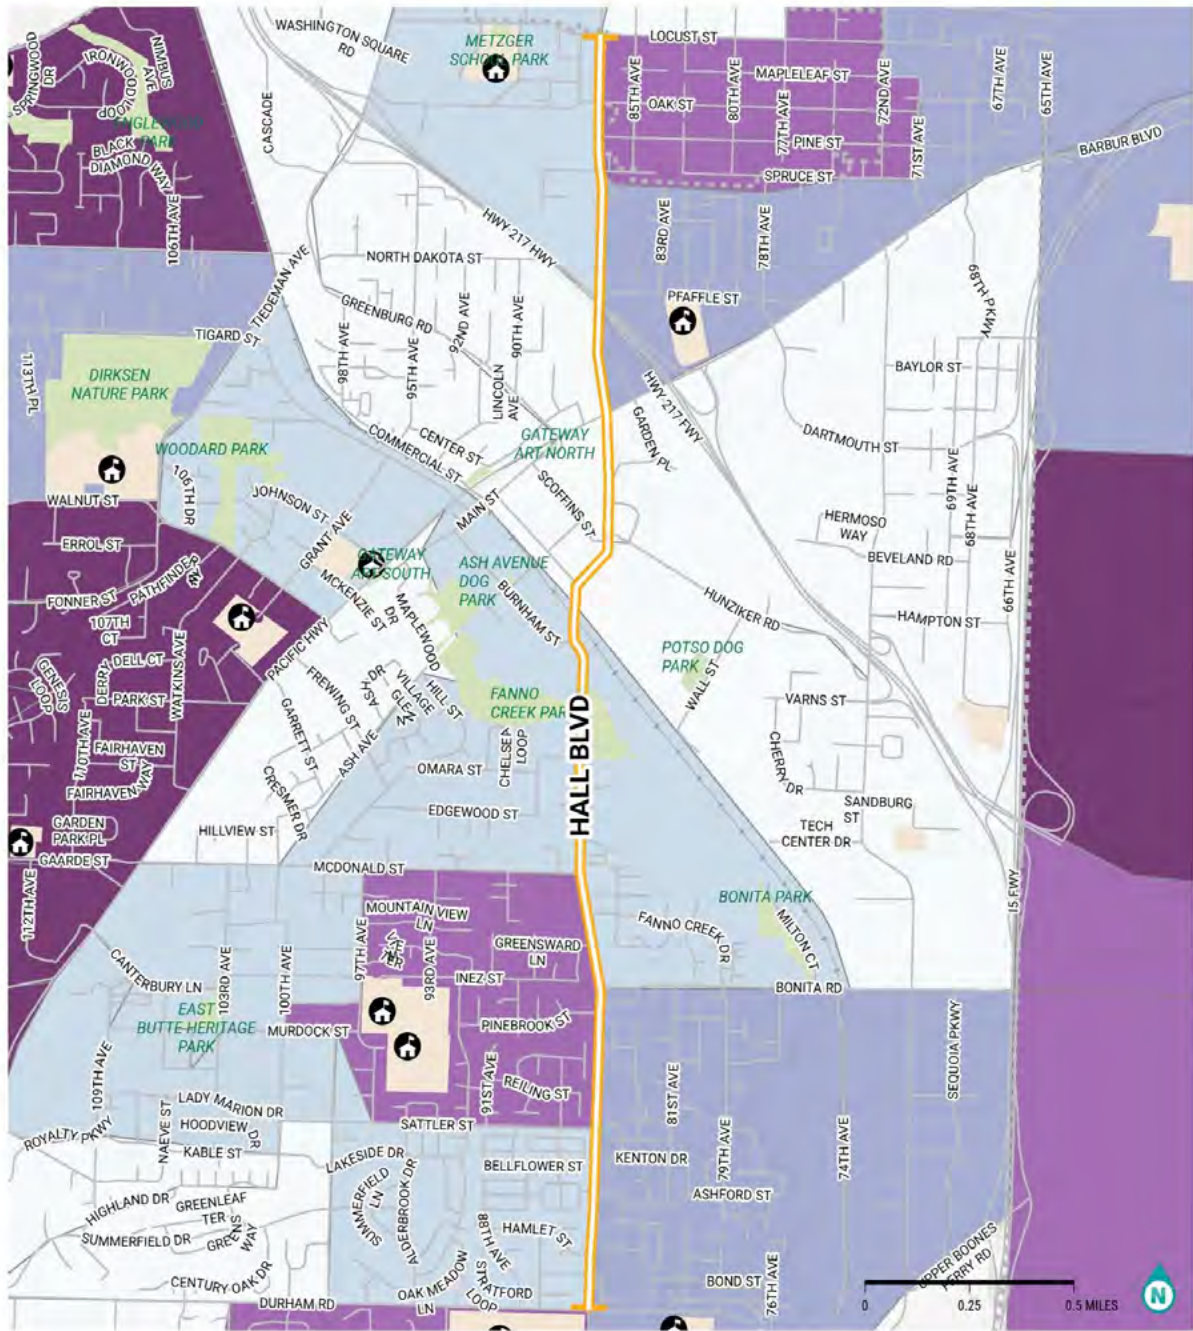 WASHINGTON SQUARE
RD
METZGER
SCHOOL PARK
LOCUST ST
MAPLELEAF ST
OAK ST
PINE ST
SPRUCE ST
85TH AVE
80TH AVE
77TH AVE
72ND AVE
71ST AVE
67TH AVE
65TH AVE
BARBUR BLVD
SPRINGWOOD
DR
IRONWOOD
LOOP
NIMBUS
AVE
ENGLEWOOD
PARK
BLACK
DIAMOND WAY
106TH AVE
CASCADE
HWY 217 HWY
83RD AVE
78TH AVE
PFAFFLE ST
68TH PKWY
NORTH DAKOTA ST
GREENBURG RD
TIEDEMAN AVE
TIGARD ST
98TH AVE
95TH AVE
92ND AVE
90TH AVE
LINCOLN
AVE
113TH PL
DIRKSEN
NATURE PARK
WOODARD PARK
BAYLOR ST
HWY 217 FWY
GARDEN PL
DARTMOUTH ST
CENTER ST
COMMERCIAL ST
GATEWAY
ART NORTH
MAIN ST
SCOFFINS ST
WALNUT ST
106TH DR
JOHNSON ST
GRANT AVE
69TH AVE
68TH AVE
66TH AVE
HERMOSO
WAY
BEVELAND RD
HAMPTON ST
ERROL ST
FONNER ST
PATHFINDER
107TH
CT
GATEWAY
ART SOUTH
MCKENZIE ST
MAPLEWOOD
DR
ASH AVENUE
DOG
PARK
BURNHAM ST
HUNZIKER RD
POTSO DOG
PARK
WALL ST
PACIFIC HWY
GENESIS
LOOP
DERRY
DELL CT
PARK ST
WATKINS AVE
110TH AVE
FAIRHAVEN
ST
FAIRHAVEN WAY
FREWING ST
GARRETT ST
ASH
DR
VILLAGE
GLEN
HILL ST
ASH AVE
CRESMER DR
FANNO
CREEK PARK
CHELSEA
LOOP
OMARA ST
EDGEWOOD ST
HALL BLVD
VARNS ST
CHERRY DR
SANDBURG
ST
TECH
CENTER DR
GARDEN
PARK PL
GAARDE ST
112TH AVE
HILLVIEW ST
MCDONALD ST
MOUNTAIN VIEW
LN
97TH AVE
93RD AVE
GREENSWARD
LN
INEZ ST
FANNO CREEK DR
BONITA PARK
MILTON CT
BONITA RD
I5 FWY
CANTERBURY LN
103RD AVE
100TH AVE
EAST
BUTTE HERITAGE
PARK
MURDOCK ST
PINEBROOK ST
91ST AVE
REILING ST
SATTLER ST
109TH AVE
LADY MARION DR
HOODVIEW
DR
NAEVE ST
KABLE ST
ROYALTY PKWY
LAKESIDE DR
BELLFLOWER ST
81ST AVE
79TH AVE
74TH AVE
SEQUOIA PKWY
KENTON DR
ASHFORD ST
HIGHLAND DR
GREENLEAF
TER
SUMMERFIELD DR
GREENS
WAY
CENTURY OAK DR
DURHAM RD
SUMMERFIELD
LN
ALDERBROOK DR
OAK MEADOW
LN
88TH AVE
HAMLET ST
STRATFORD
LOOP
BOND ST
76TH AVE
UPPER BOONES
FERRY RD
0
0.25
0.5 MILES
N